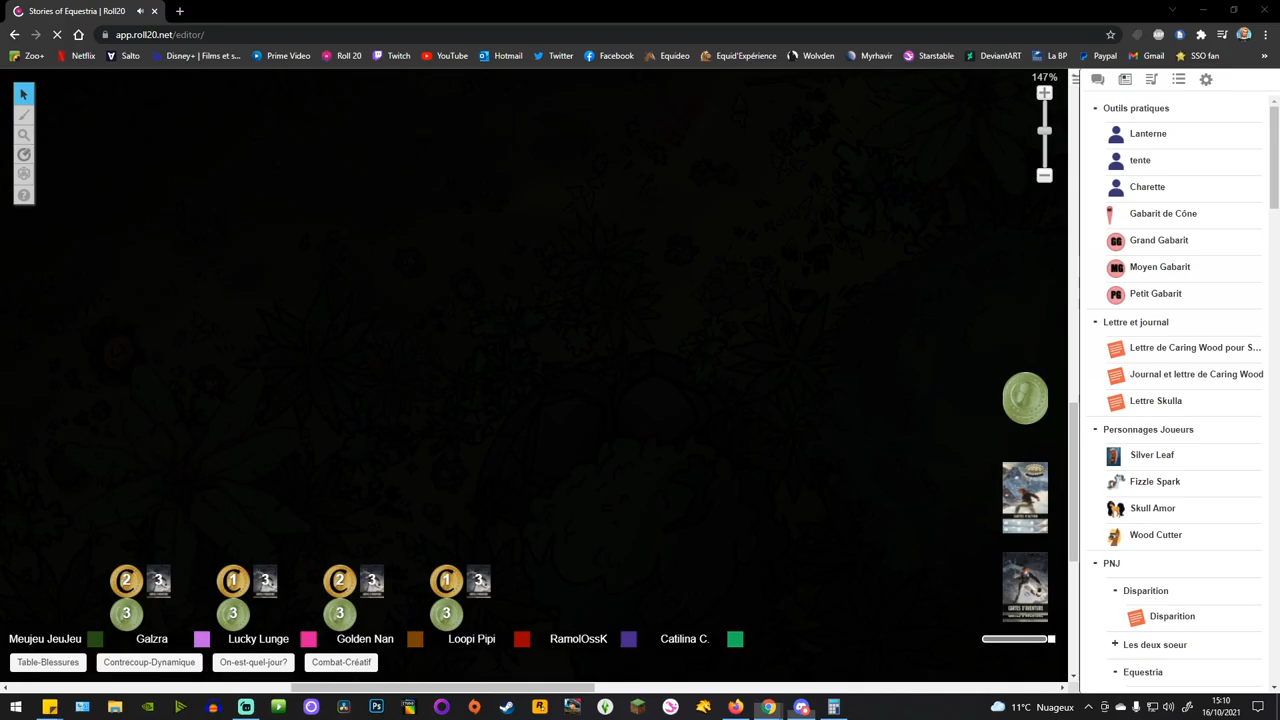 Stories of Equestria | Roll20
app.roll20.net/editor/
Zoo+ Netflix Salto Disney+ | Films et s... Prime Video Roll 20 Twitch YouTube Hotmail Twitter Facebook Equideo Equid'Expérience Wolvden Myrhavir Starstable DeviantART La BP Paypal Gmail SSO fan
147%
Outils pratiques
Lanterne
tente
Charette
Gabarit de Cône
GG Grand Gabarit
MG Moyen Gabarit
PG Petit Gabarit
Lettre et journal
Lettre de Caring Wood pour S...
Journal et lettre de Caring Wood
Lettre Skulla
Personnages Joueurs
Silver Leaf
Fizzle Spark
Skull Amor
Wood Cutter
PNJ
Disparition
Disparition
Les deux soeur
Equestria
CARTES D'AVENTURE
2 3 1 3 2 3 1 3
3 3 3 3
Meujeu JeuJeu Galzra Lucky Lunge Golden Nan Loopi Pipi RamolOssK Catilina C.
Table-Blessures Contrecoup-Dynamique On-est-quel-jour? Combat-Créatif
11°C Nuageux
15:10
16/10/2021